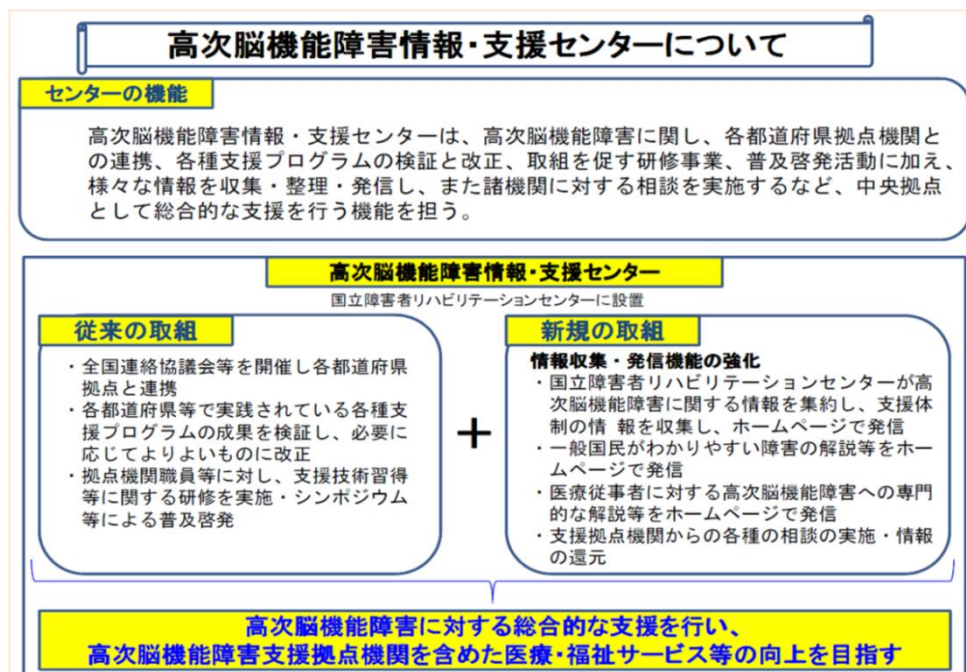 高次脳機能障害情報・支援センターについて
センターの機能
高次脳機能障害情報・支援センターは、高次脳機能障害に関し、各都道府県拠点機関と
の連携、各種支援プログラムの検証と改正、取組を促す研修事業、普及啓発活動に加え、
様々な情報を収集・整理・発信し、また諸機関に対する相談を実施するなど、中央拠点
として総合的な支援を行う機能を担う。
高次脳機能障害情報・支援センター
国立障害者リハビリテーションセンターに設置
従来の取組
・全国連絡協議会等を開催し各都道府県
拠点と連携
・各都道府県等で実践されている各種支
援プログラムの成果を検証し、必要に
応じてよりよいものに改正
・拠点機関職員等に対し、支援技術習得
等に関する研修を実施・シンポジウム
等による普及啓発
+
新規の取組
情報収集・発信機能の強化
・国立障害者リハビリテーションセンターが高
次脳機能障害に関する情報を集約し、支援体
制の情 報を収集し、ホームページで発信
・一般国民がわかりやすい障害の解説等をホー
ムページで発信
・医療従事者に対する高次脳機能障害への専門
的な解説等をホームページで発信
・支援拠点機関からの各種の相談の実施・情報
の還元
高次脳機能障害に対する総合的な支援を行い、
高次脳機能障害支援拠点機関を含めた医療・福祉サービス等の向上を目指す